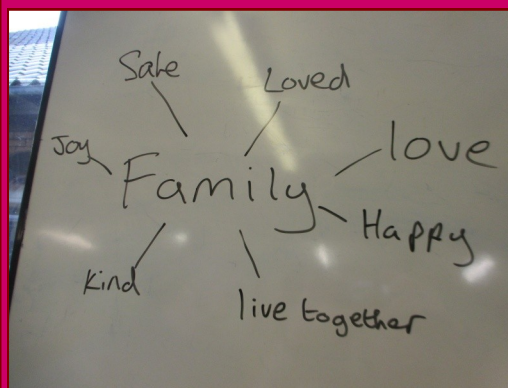 Safe
Loved
Joy
love
Family
Happy
Kind
live together